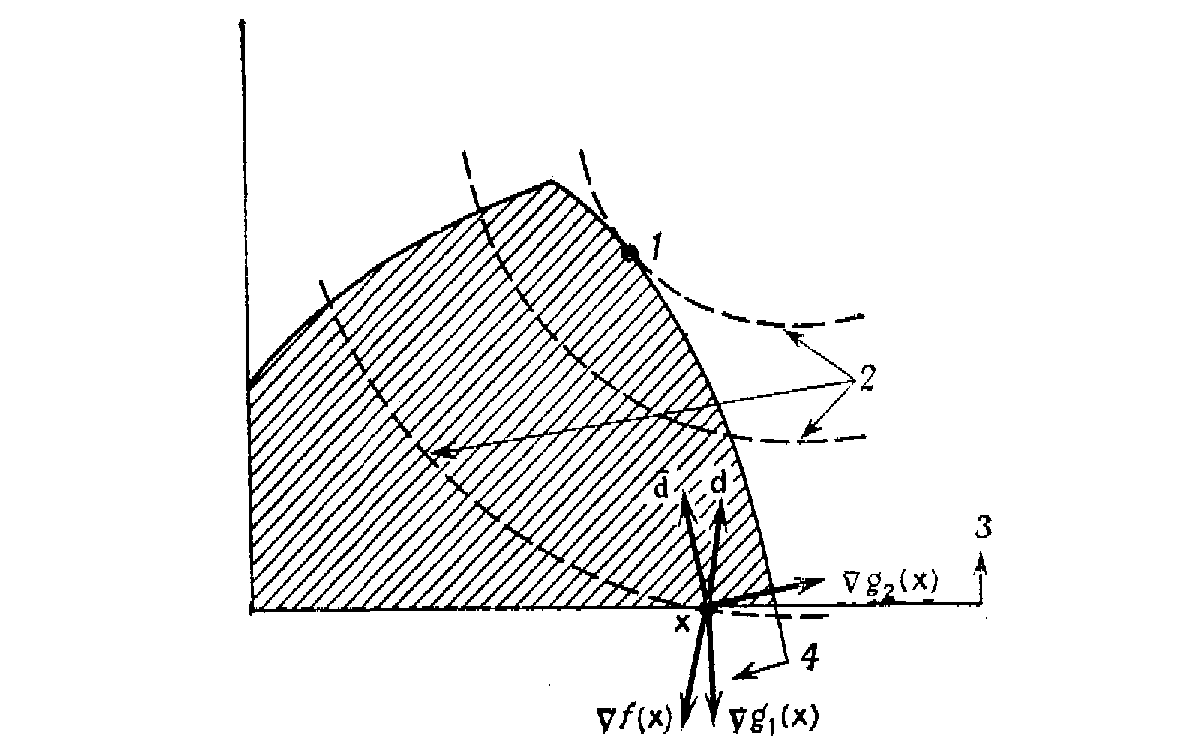 1
2
d̄ d
3
∇g₂(x)
x
4
∇f(x) ∇g₁(x)